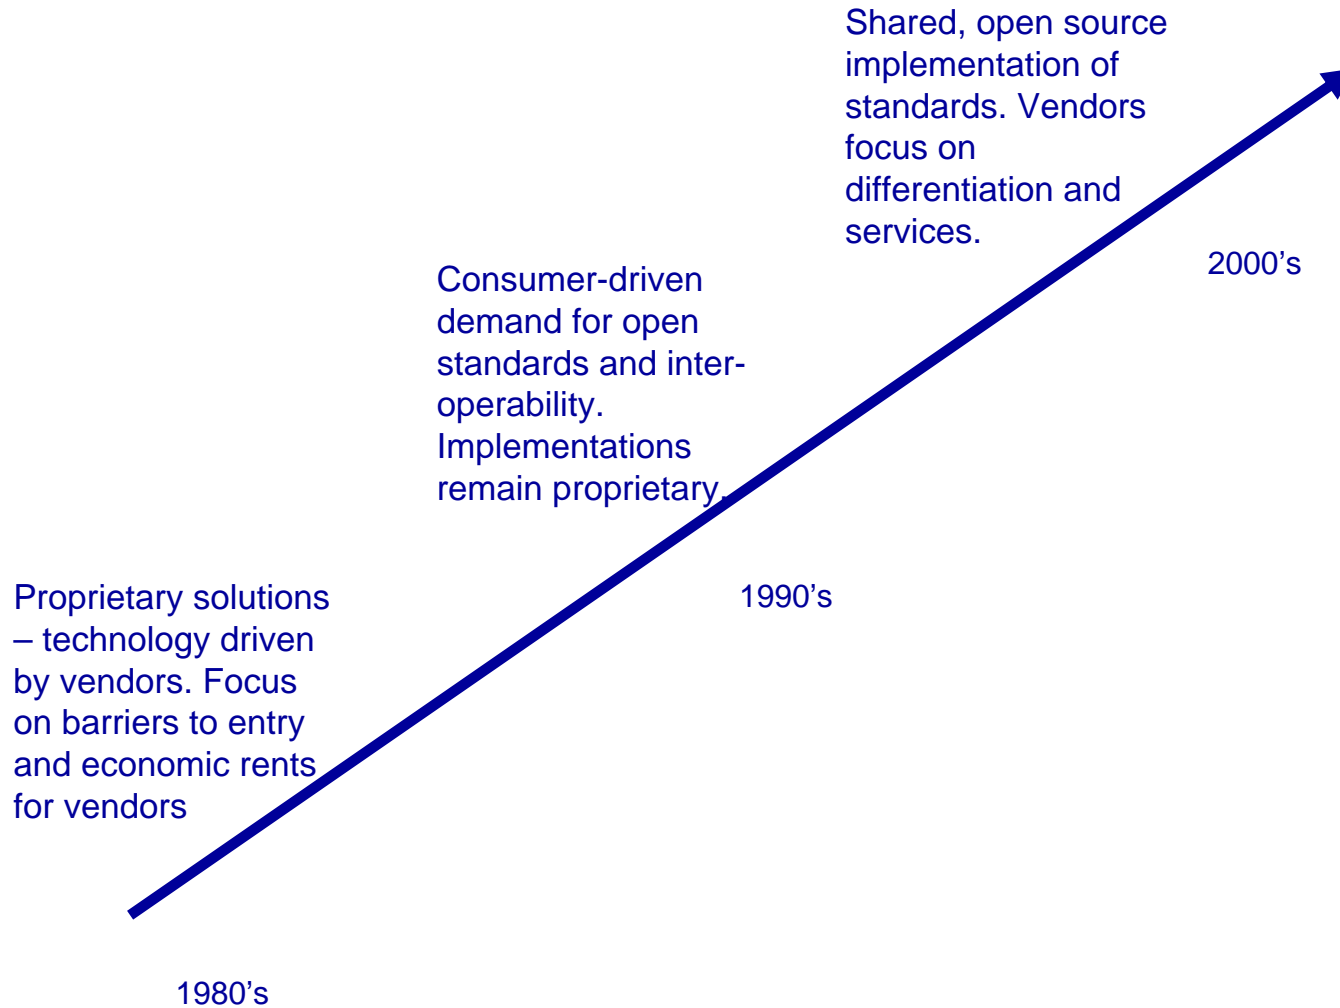 Shared, open source
implementation of
standards. Vendors
focus on
differentiation and
services.
2000’s
Consumer-driven
demand for open
standards and inter-
operability.
Implementations
remain proprietary.
1990’s
Proprietary solutions
– technology driven
by vendors. Focus
on barriers to entry
and economic rents
for vendors
1980’s